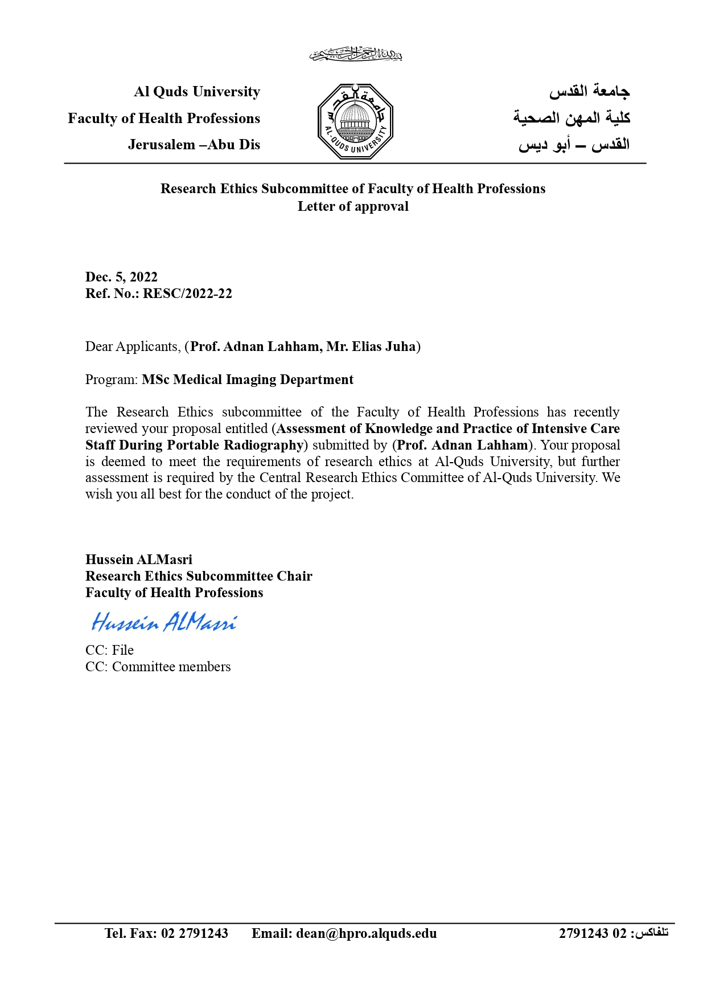 بسم الله الرحمن الرحيم
Al Quds University
Faculty of Health Professions
Jerusalem –Abu Dis
جامعة القدس
AL-QUDS UNIVERSITY
جامعة القدس
كلية المهن الصحية
القدس – أبو ديس
Research Ethics Subcommittee of Faculty of Health Professions
Letter of approval
Dec. 5, 2022
Ref. No.: RESC/2022-22
Dear Applicants, (Prof. Adnan Lahham, Mr. Elias Juha)
Program: MSc Medical Imaging Department
The Research Ethics subcommittee of the Faculty of Health Professions has recently
reviewed your proposal entitled (Assessment of Knowledge and Practice of Intensive Care
Staff During Portable Radiography) submitted by (Prof. Adnan Lahham). Your proposal
is deemed to meet the requirements of research ethics at Al-Quds University, but further
assessment is required by the Central Research Ethics Committee of Al-Quds University. We
wish you all best for the conduct of the project.
Hussein ALMasri
Research Ethics Subcommittee Chair
Faculty of Health Professions
Hussein ALMasri
CC: File
CC: Committee members
Tel. Fax: 02 2791243 Email: dean@hpro.alquds.edu
تلفاكس: 02 2791243